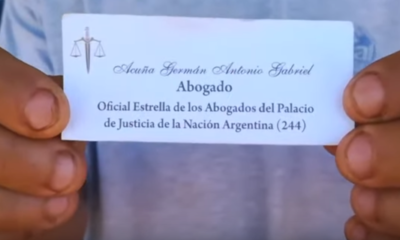 Acuña Germán Antonio Gabriel
Abogado
Oficial Estrella de los Abogados del Palacio
de Justicia de la Nación Argentina (244)